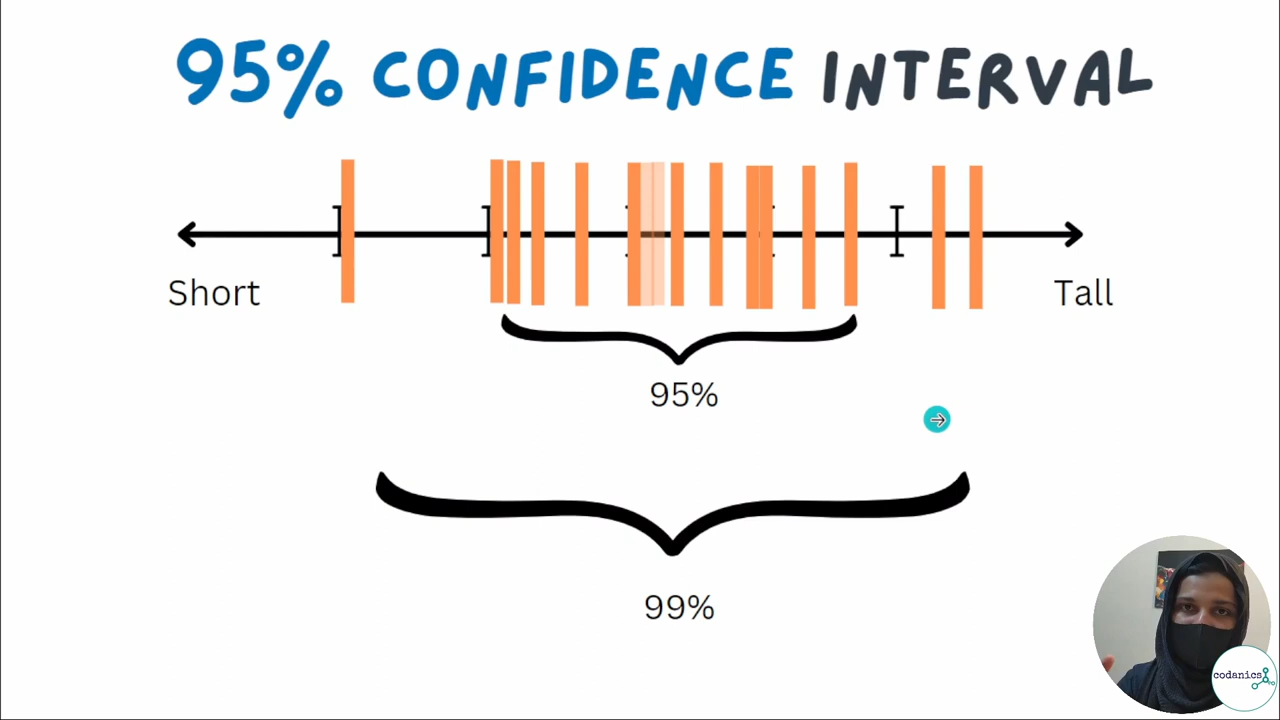 95% CONFIDENCE INTERVAL
Short
Tall
95%
99%
codanics